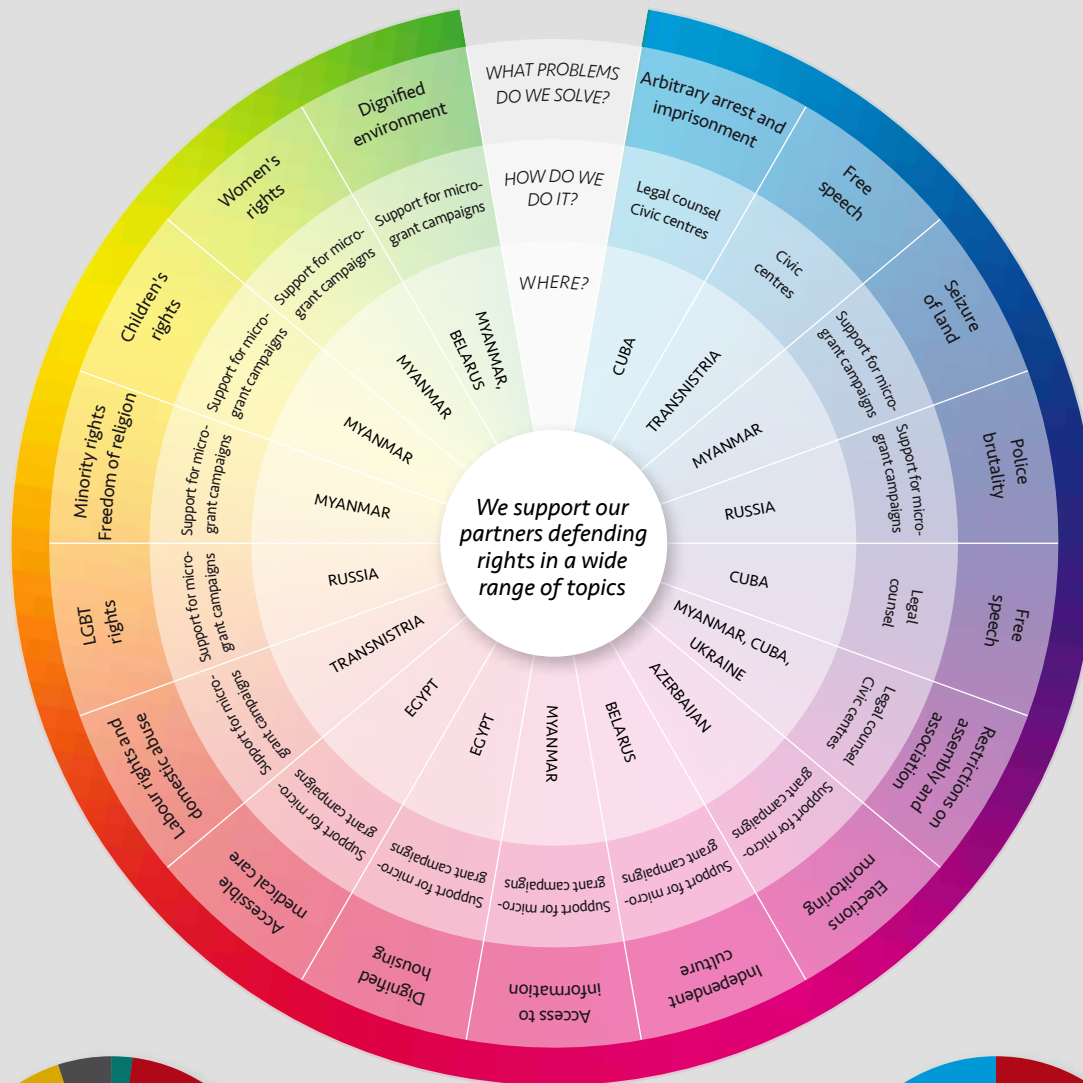 WHAT PROBLEMS
DO WE SOLVE?
HOW DO WE
DO IT?
WHERE?
Arbitrary arrest and
imprisonment
Legal counsel
Civic centres
CUBA
Free
speech
Civic
centres
TRANSNISTRIA
Seizure
of land
Support for micro-
grant campaigns
MYANMAR
Police
brutality
Support for micro-
grant campaigns
RUSSIA
Free
speech
Legal
counsel
CUBA
Restrictions on
assembly and
association
Legal counsel
Civic centres
MYANMAR, CUBA,
UKRAINE
Elections
monitoring
Support for micro-
grant campaigns
AZERBAIJAN
Independent
culture
Support for micro-
grant campaigns
BELARUS
Access to
information
Support for micro-
grant campaigns
MYANMAR
Dignified
housing
Support for micro-
grant campaigns
EGYPT
Accessible
medical care
Support for micro-
grant campaigns
EGYPT
Labour rights and
domestic abuse
Support for micro-
grant campaigns
TRANSNISTRIA
LGBT
rights
Support for micro-
grant campaigns
RUSSIA
Minority rights
Freedom of religion
Support for micro-
grant campaigns
MYANMAR
Children's
rights
Support for micro-
grant campaigns
MYANMAR
Women's
rights
Support for micro-
grant campaigns
MYANMAR
Dignified
environment
Support for micro-
grant campaigns
MYANMAR,
BELARUS
We support our
partners defending
rights in a wide
range of topics